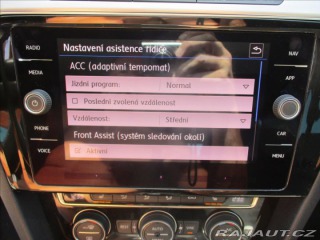 Nastavení asistence řidiče
RADIO
MEDIA
PHONE
VOICE
NAV
APP
CAR
MENU
ACC (adaptivní tempomat)
Jízdní program: Normal
Poslední zvolená vzdálenost
Vzdálenost: Střední
Front Assist (systém sledování okolí)
Aktivní
SAJAUT.CZ